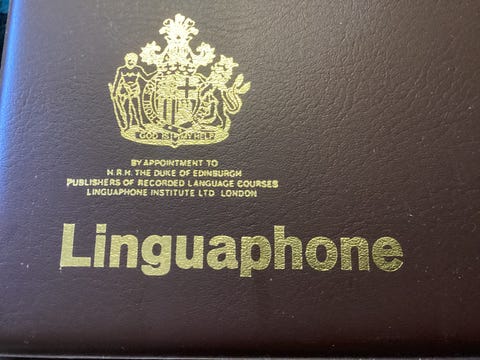 GOD IS MY HELP
BY APPOINTMENT TO
H.R.H. THE DUKE OF EDINBURGH
PUBLISHERS OF RECORDED LANGUAGE COURSES
LINGUAPHONE INSTITUTE LTD LONDON
Linguaphone